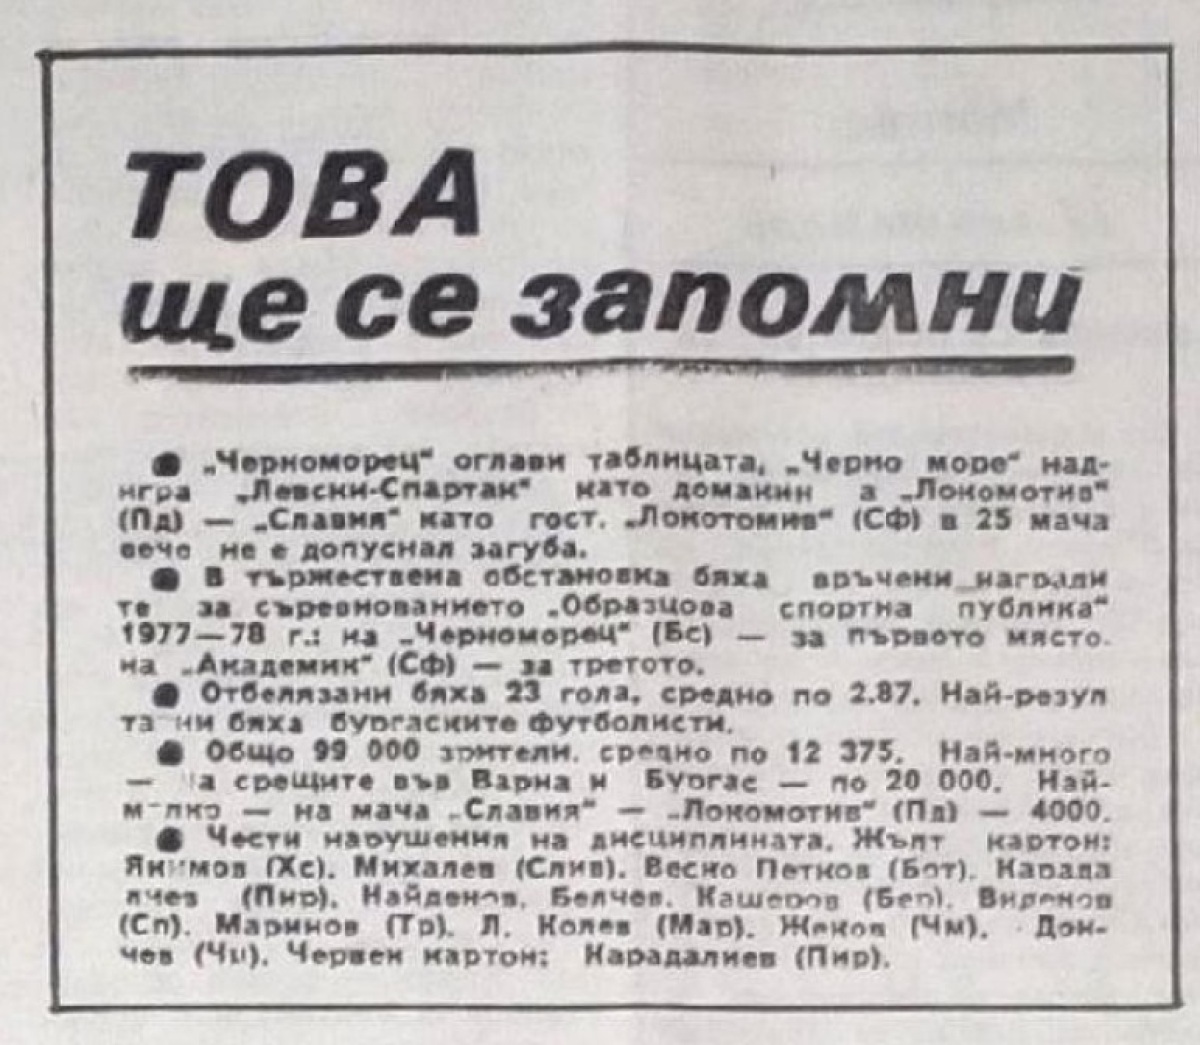 ТОВА
ще се запомни
● „Черноморец“ оглави таблицата, „Черно море“ над-
игра „Левски-Спартак“ като домакин а „Локомотив“
(Пд) — „Славия“ като гост. „Локотомив“ (СФ) в 25 мача
вече не е допуснал загуба.
● В тържествена обстановка бяха връчени награди
те за съревнованието „Образцова спортна публика“
1977—78 г.: на „Черноморец“ (Бс) — за първото място.
на „Академик“ (СФ) — за третото.
● Отбелязани бяха 23 гола, средно по 2.87. Най-резул
та ни бяха бургаските футболисти.
● Общо 99 000 зрители. средно по 12 375. Най-много
— на срещите във Варна и Бургас — по 20 000. Най-
малко — на мача „Славия“ — „Локомотив“ (Пд) — 4000.
● Чести нарушения на дисциплината. Жълт картон:
Якимов (Хс). Михалев (Слив). Веско Петков (Бот). Карада
лчев (Пир). Найденов. Белчев. Кашеров (Бер). Виденов
(Сп). Маринов (Тр). Л. Колев (Мар). Жеков (Чм). Дон-
чев (Чм). Червен картон: Карадалиев (Пир).